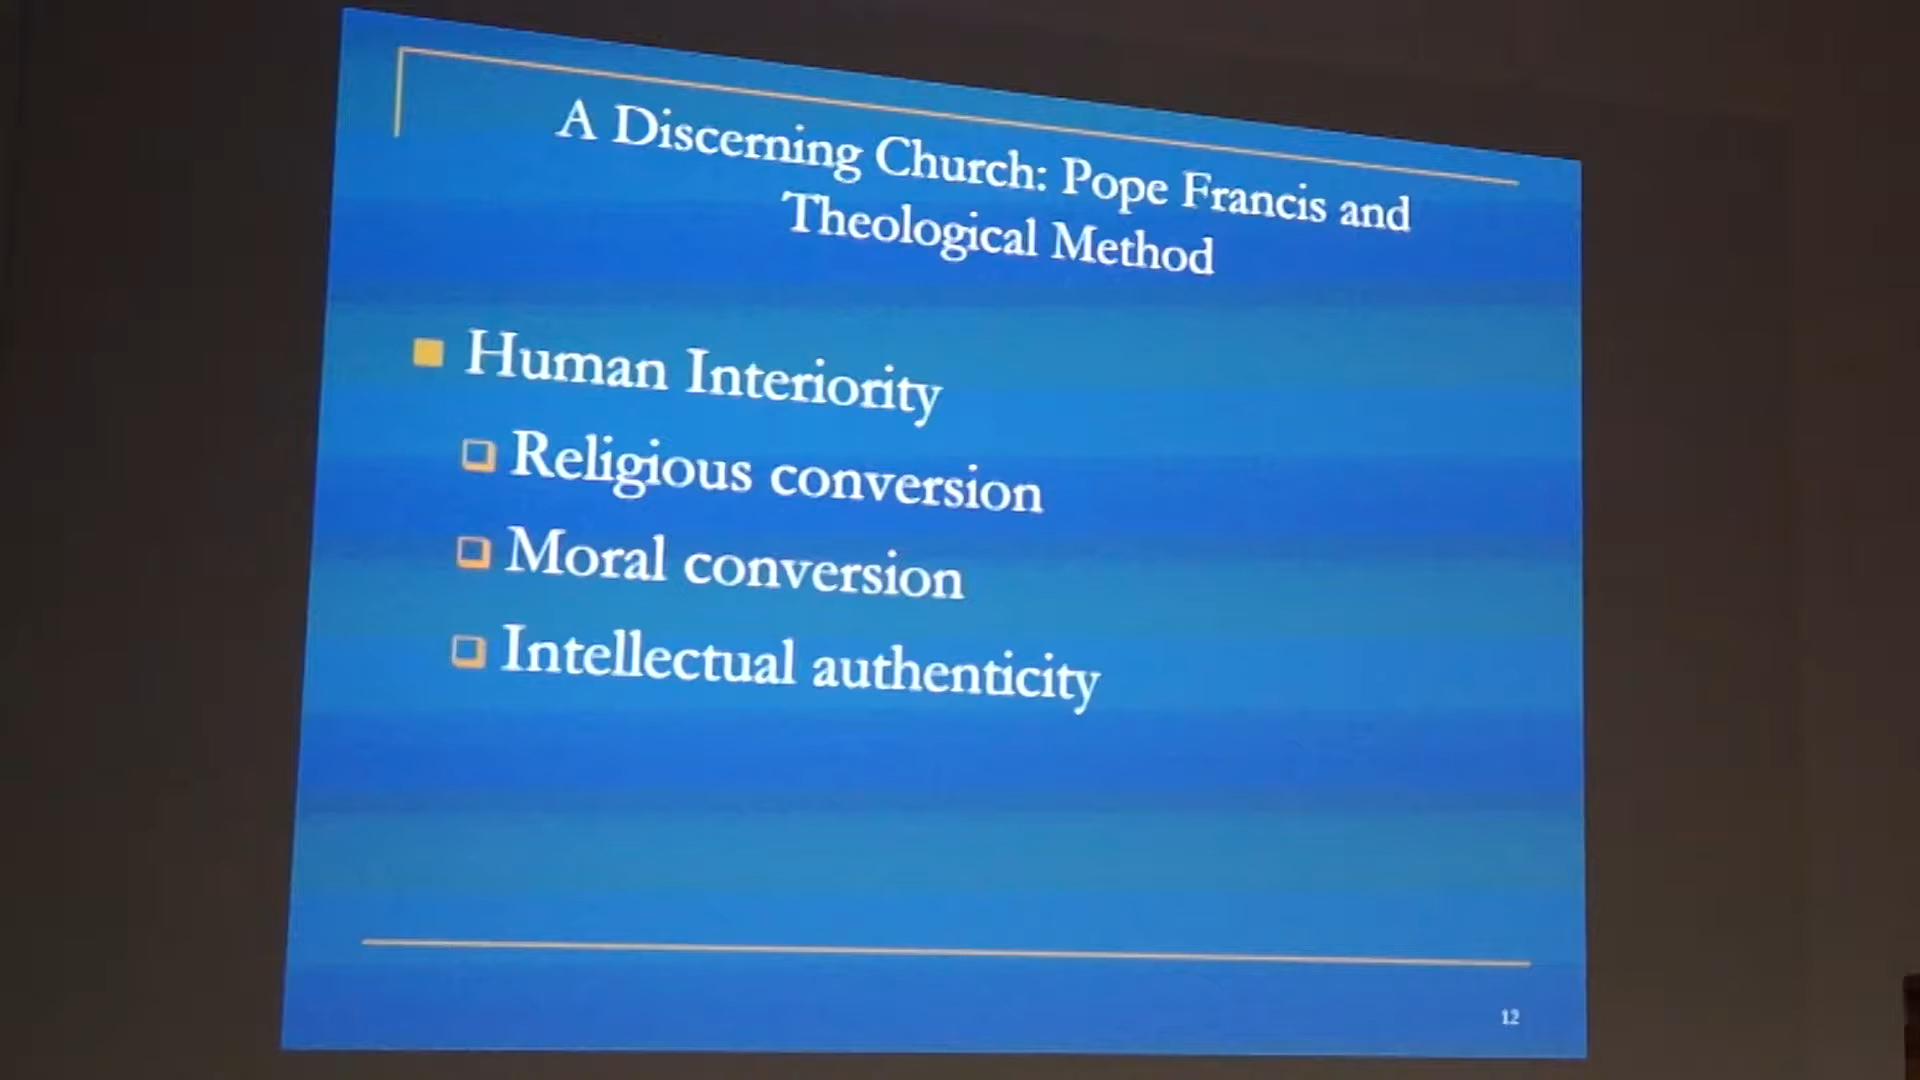 A Discerning Church: Pope Francis and
Theological Method
Human Interiority
Religious conversion
Moral conversion
Intellectual authenticity
12